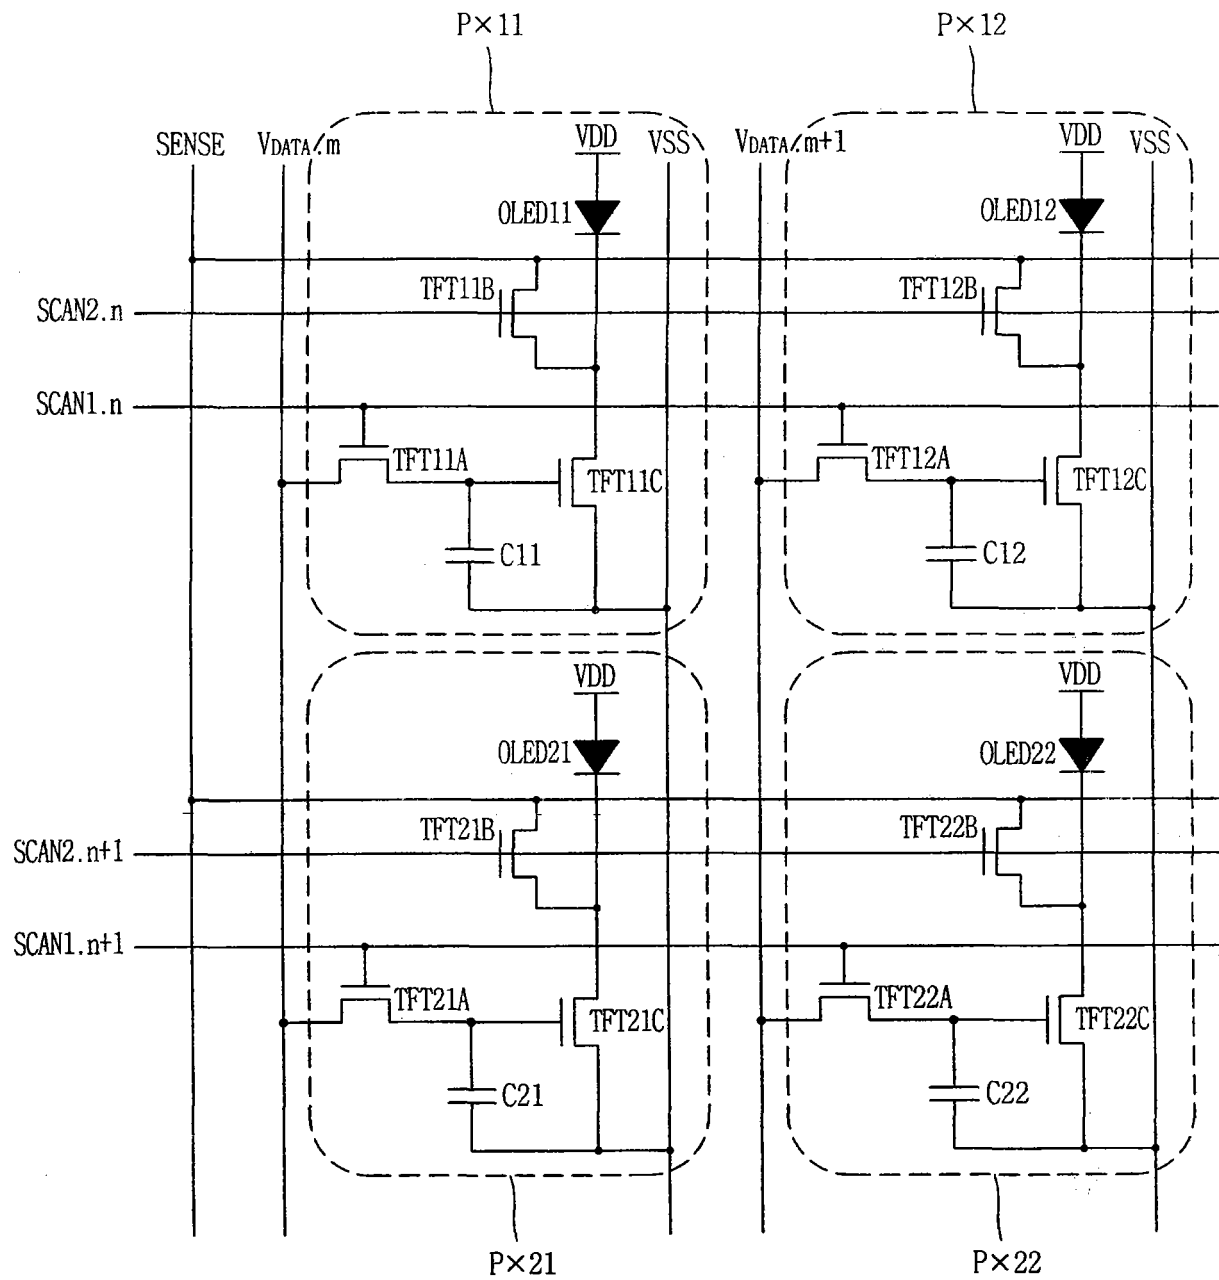 P×11 P×12
SENSE VDATA.m VDD VSS VDATA.m+1 VDD VSS
OLED11 OLED12
TFT11B TFT12B
SCAN2.n
SCAN1.n
TFT11A TFT11C TFT12A TFT12C
C11 C12
VDD VDD
OLED21 OLED22
TFT21B TFT22B
SCAN2.n+1
SCAN1.n+1
TFT21A TFT21C TFT22A TFT22C
C21 C22
P×21 P×22